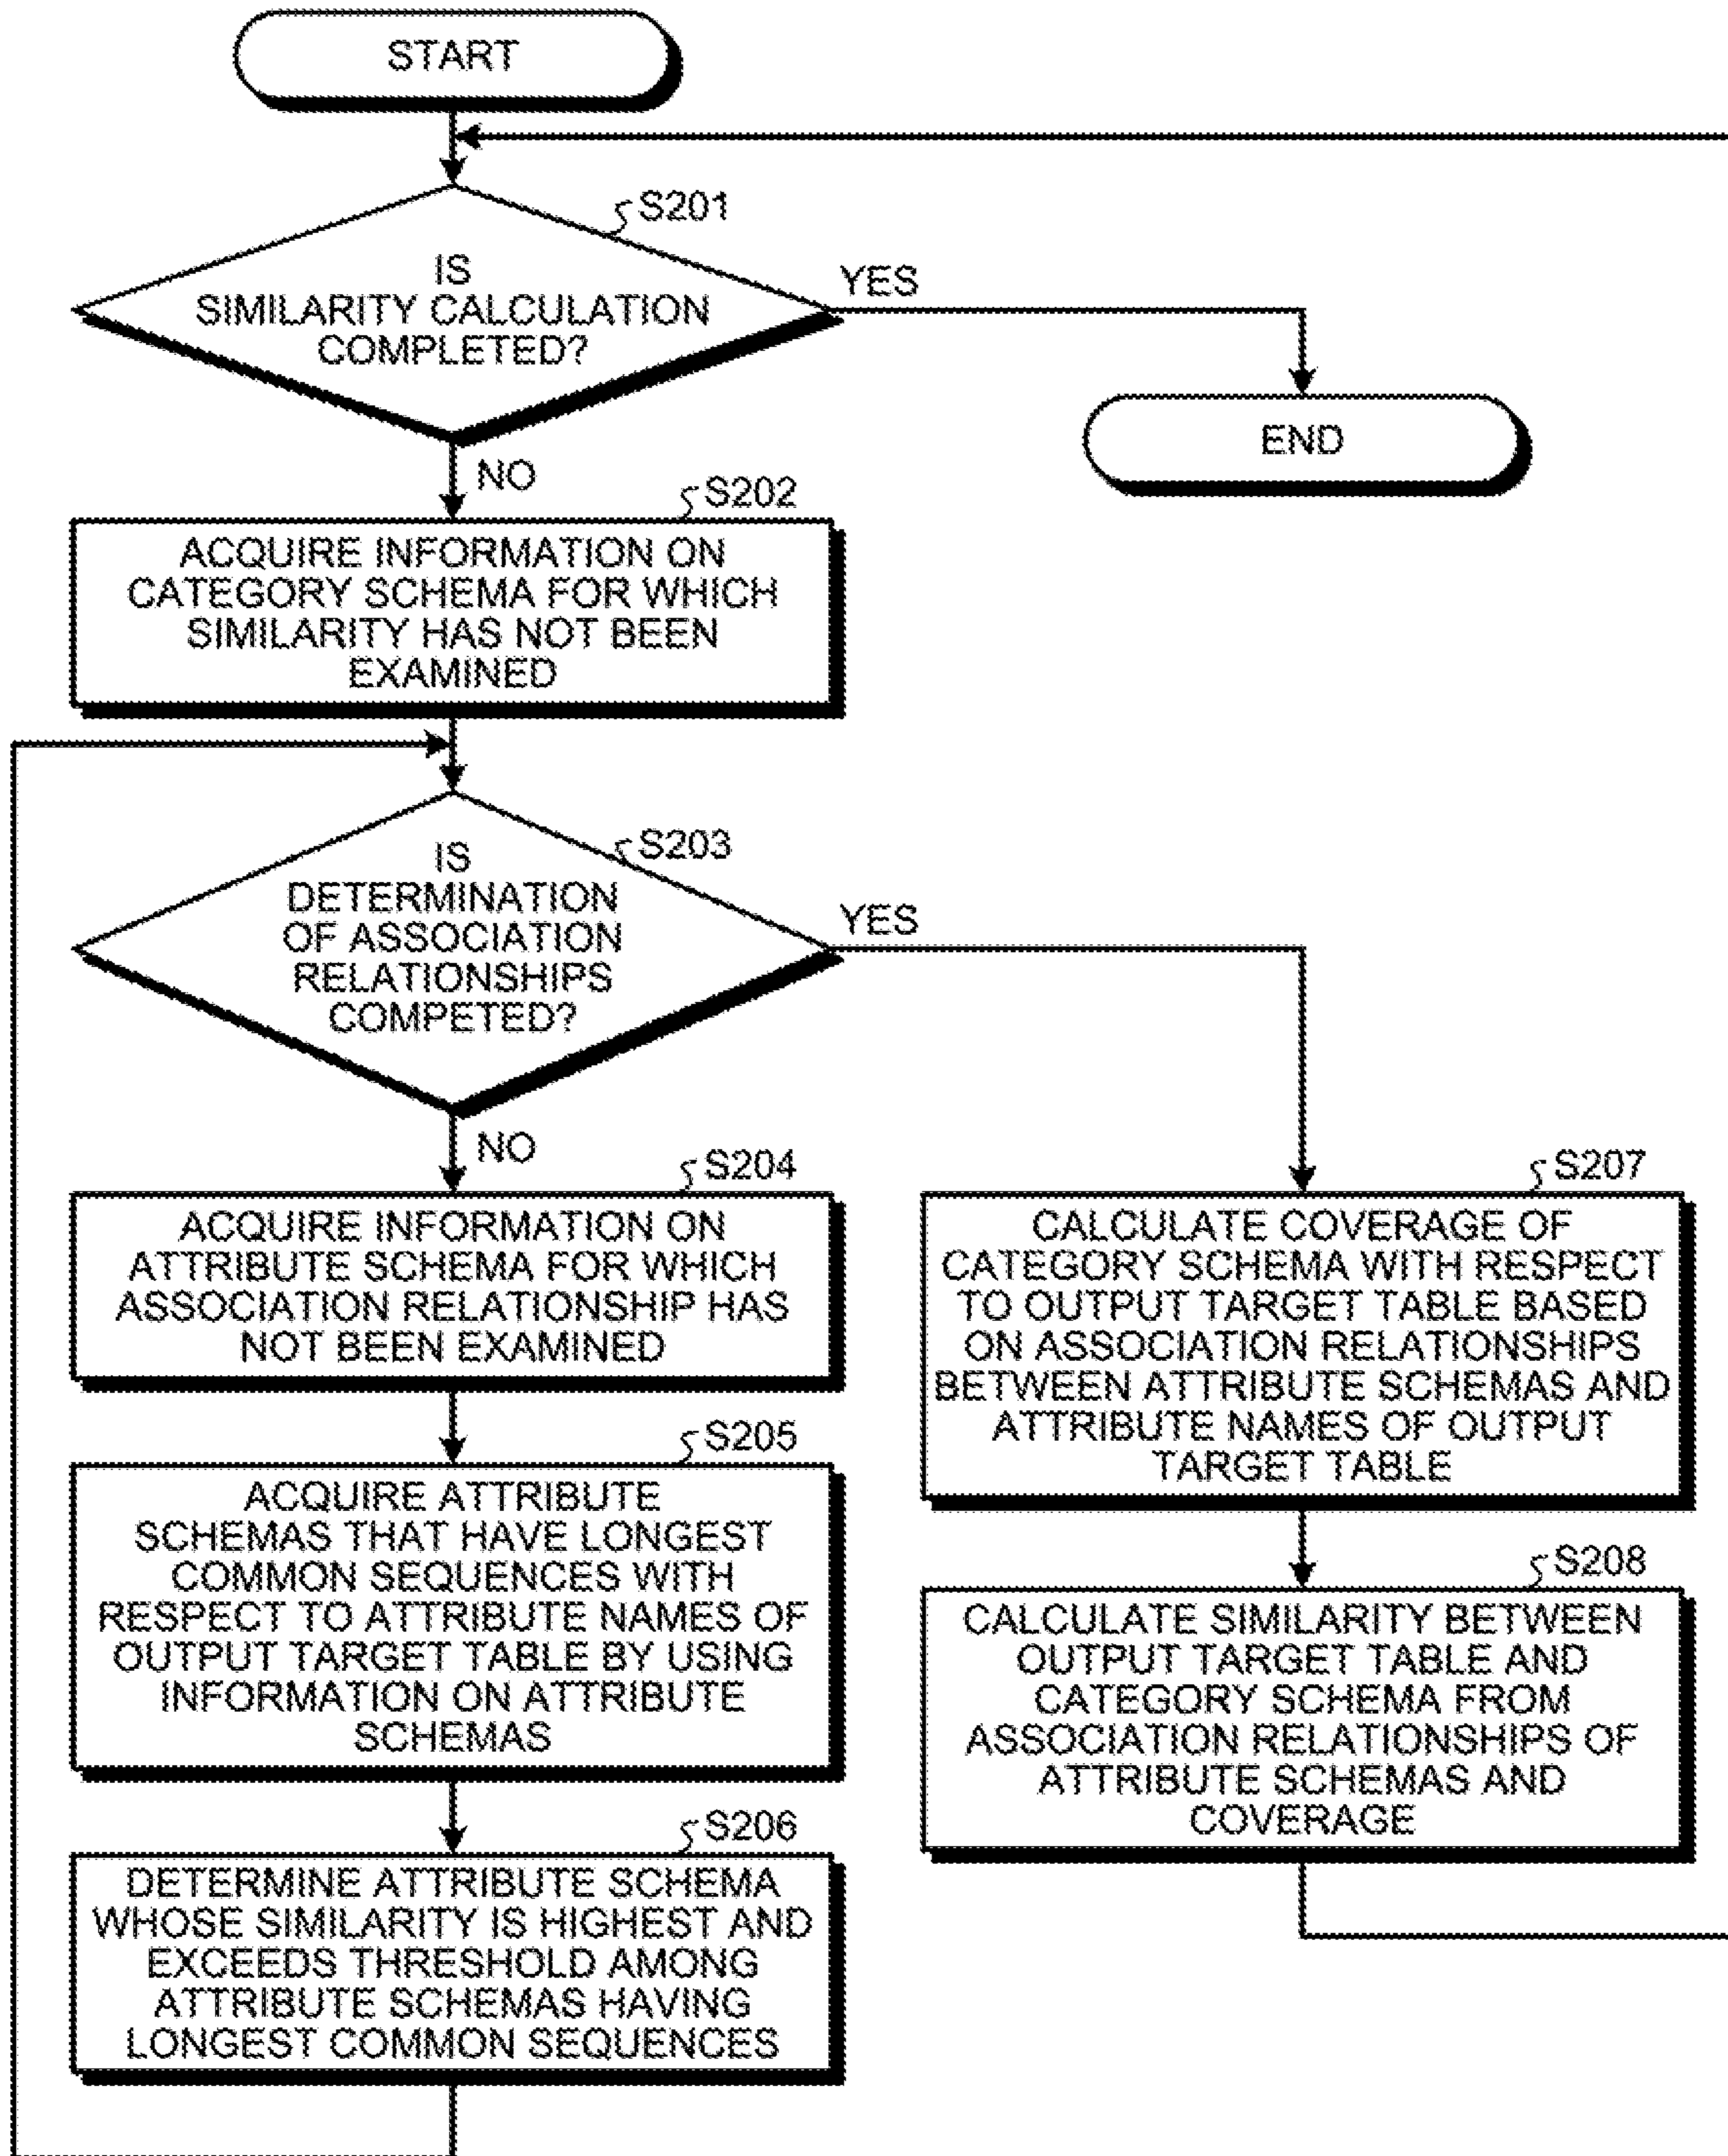 START
S201
IS
SIMILARITY CALCULATION
COMPLETED?
YES
END
NO
S202
ACQUIRE INFORMATION ON
CATEGORY SCHEMA FOR WHICH
SIMILARITY HAS NOT BEEN
EXAMINED
S203
IS
DETERMINATION
OF ASSOCIATION
RELATIONSHIPS
COMPETED?
YES
NO
S204
ACQUIRE INFORMATION ON
ATTRIBUTE SCHEMA FOR WHICH
ASSOCIATION RELATIONSHIP HAS
NOT BEEN EXAMINED
S205
ACQUIRE ATTRIBUTE
SCHEMAS THAT HAVE LONGEST
COMMON SEQUENCES WITH
RESPECT TO ATTRIBUTE NAMES OF
OUTPUT TARGET TABLE BY USING
INFORMATION ON ATTRIBUTE
SCHEMAS
S206
DETERMINE ATTRIBUTE SCHEMA
WHOSE SIMILARITY IS HIGHEST AND
EXCEEDS THRESHOLD AMONG
ATTRIBUTE SCHEMAS HAVING
LONGEST COMMON SEQUENCES
S207
CALCULATE COVERAGE OF
CATEGORY SCHEMA WITH RESPECT
TO OUTPUT TARGET TABLE BASED
ON ASSOCIATION RELATIONSHIPS
BETWEEN ATTRIBUTE SCHEMAS AND
ATTRIBUTE NAMES OF OUTPUT
TARGET TABLE
S208
CALCULATE SIMILARITY BETWEEN
OUTPUT TARGET TABLE AND
CATEGORY SCHEMA FROM
ASSOCIATION RELATIONSHIPS OF
ATTRIBUTE SCHEMAS AND
COVERAGE